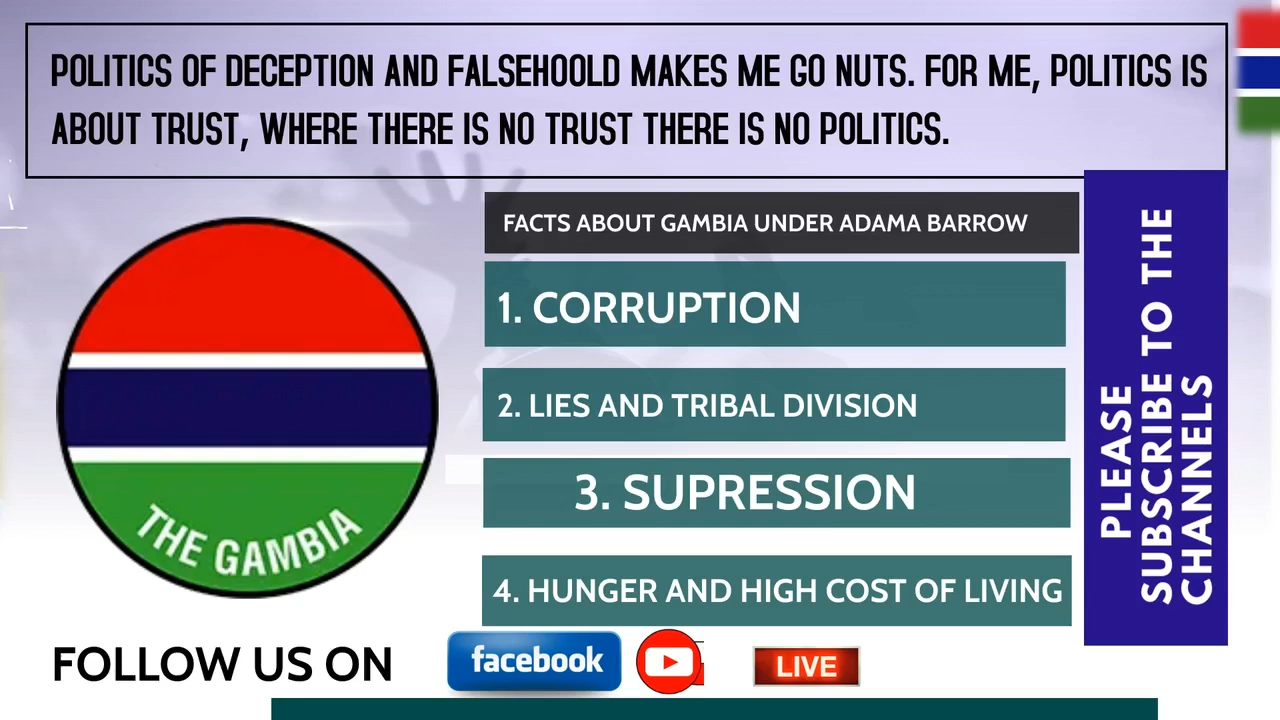 POLITICS OF DECEPTION AND FALSEHOOLD MAKES ME GO NUTS. FOR ME, POLITICS IS
ABOUT TRUST, WHERE THERE IS NO TRUST THERE IS NO POLITICS.
FACTS ABOUT GAMBIA UNDER ADAMA BARROW
1. CORRUPTION
2. LIES AND TRIBAL DIVISION
3. SUPRESSION
4. HUNGER AND HIGH COST OF LIVING
THE GAMBIA
PLEASE
SUBSCRIBE TO THE
CHANNELS
FOLLOW US ON
facebook
LIVE